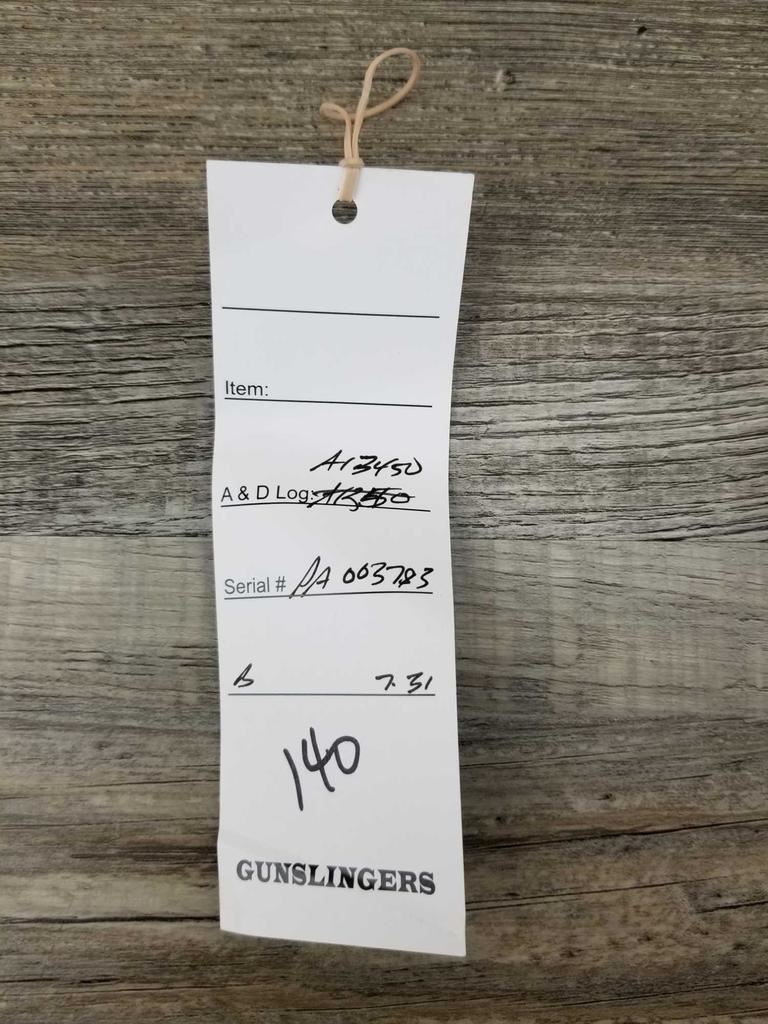 Item:
A13450
A & D Log:
Serial # AA 003783
B 7.31
140
GUNSLINGERS